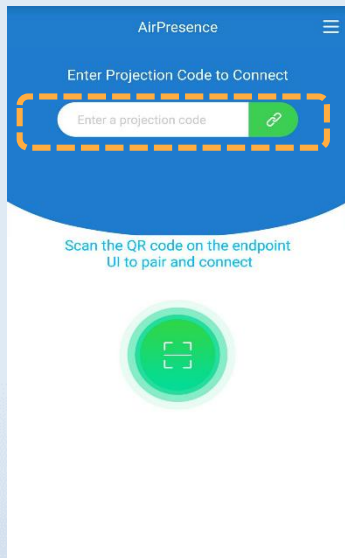 AirPresence
Enter Projection Code to Connect
Enter a projection code
Scan the QR code on the endpoint
UI to pair and connect